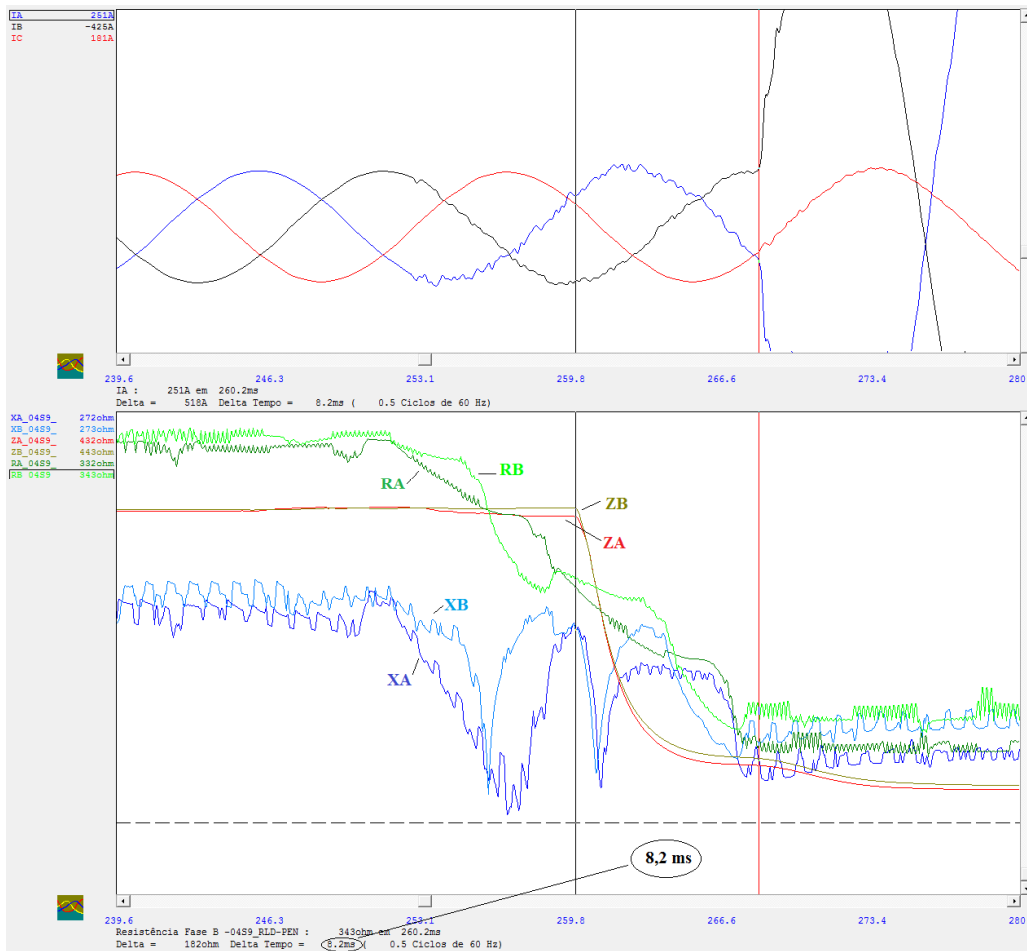 IA 251A
IB -425A
IC 181A
239.6 246.3 253.1 259.8 266.6 273.4 280
IA : 251A em 260.2ms
Delta = 518A Delta Tempo = 8.2ms ( 0.5 Ciclos de 60 Hz)
XA_04S9_ 272ohm
XB_04S9_ 273ohm
ZA_04S9_ 432ohm
ZB_04S9_ 443ohm
RA_04S9_ 332ohm
RB_04S9_ 343ohm
RB
RA
ZB
ZA
XB
XA
8,2 ms
239.6 246.3 253.1 259.8 266.6 273.4 280
Resistência Fase B -04S9_RLD-PEN : 343ohm em 260.2ms
Delta = 182ohm Delta Tempo = 8.2ms ( 0.5 Ciclos de 60 Hz)